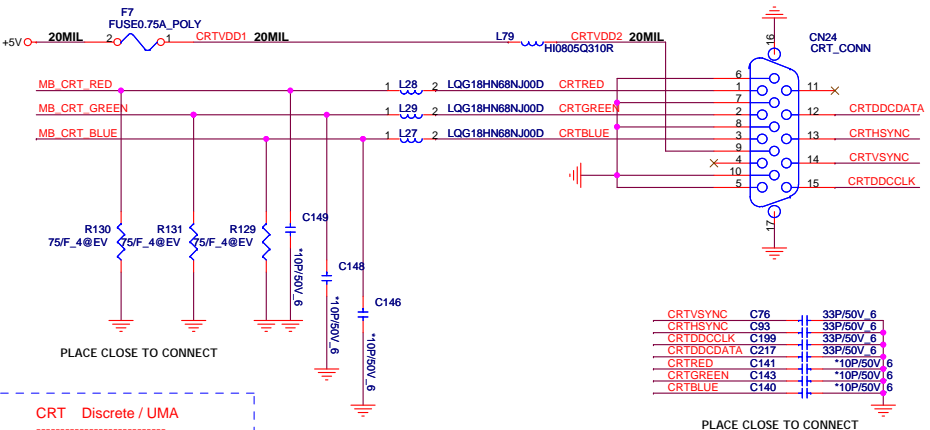 F7
FUSE0.75A_POLY
+5V 20MIL 2 1 CRTVDD1 20MIL L79 HI0805Q310R CRTVDD2 20MIL
16
CN24
CRT_CONN
MB_CRT_RED 1 L28 2 LQG18HN68NJ00D CRTRED
MB_CRT_GREEN 1 L29 2 LQG18HN68NJ00D CRTGREEN
MB_CRT_BLUE 1 L27 2 LQG18HN68NJ00D CRTBLUE
6
1 11
7
2 12 CRTDDCDATA
8
3 13 CRTHSYNC
9
4 14 CRTVSYNC
10
5 15 CRTDDCCLK
17
R130
75/F_4@EV
R131
75/F_4@EV
R129
75/F_4@EV
C149
*10P/50V_6
C148
*10P/50V_6
C146
*10P/50V_6
PLACE CLOSE TO CONNECT
CRTVSYNC C76 33P/50V_6
CRTHSYNC C93 33P/50V_6
CRTDDCCLK C199 33P/50V_6
CRTDDCDATA C217 33P/50V_6
CRTRED C141 *10P/50V_6
CRTGREEN C143 *10P/50V_6
CRTBLUE C140 *10P/50V_6
PLACE CLOSE TO CONNECT
CRT Discrete / UMA